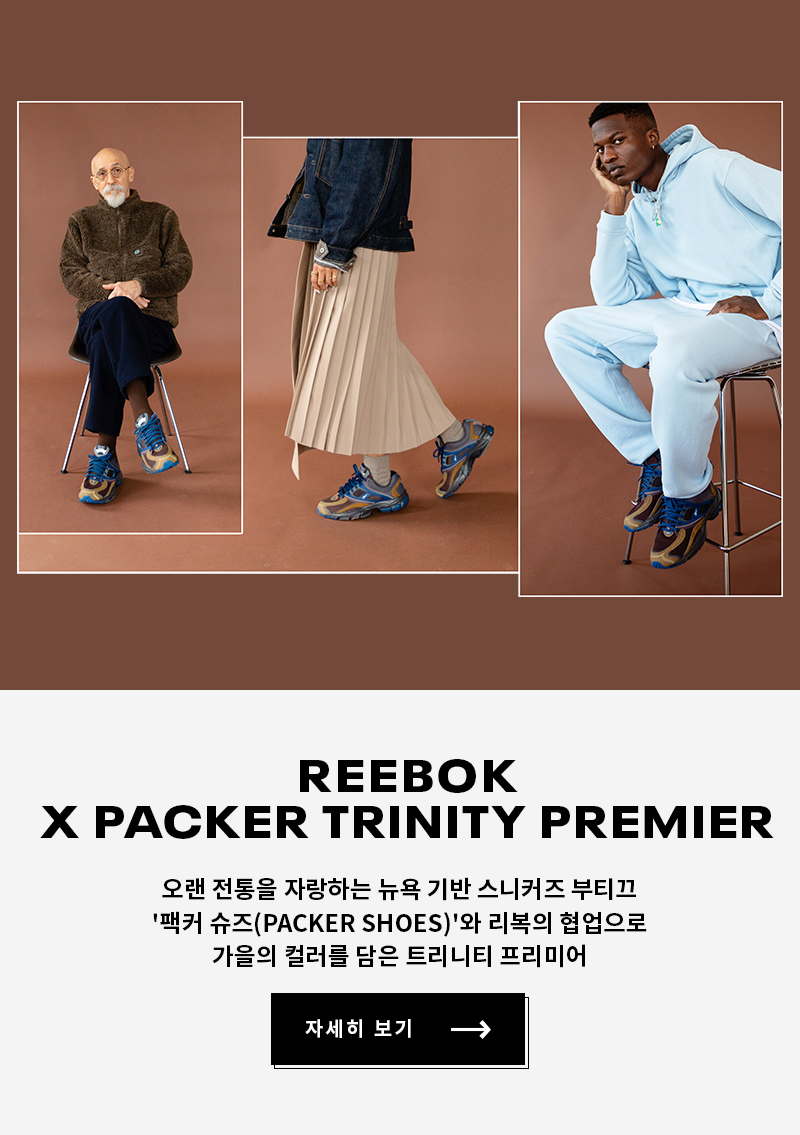 REEBOK
X PACKER TRINITY PREMIER
오랜 전통을 자랑하는 뉴욕 기반 스니커즈 부티끄
'팩커 슈즈(PACKER SHOES)'와 리복의 협업으로
가을의 컬러를 담은 트리니티 프리미어
자세히 보기